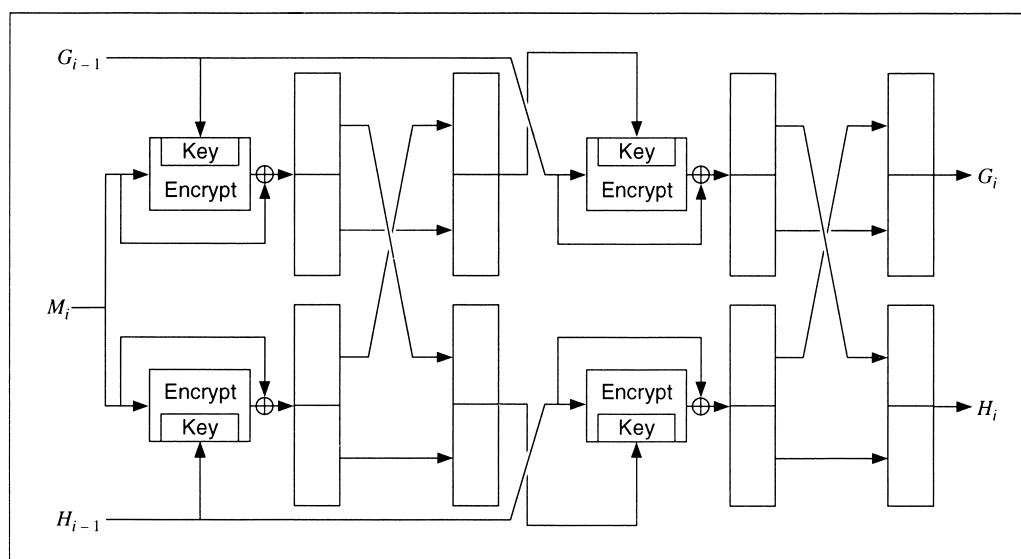 G_{i – 1}
Key
Key
Encrypt
Encrypt
G_i
M_i
Encrypt
Encrypt
Key
Key
H_i
H_{i – 1}